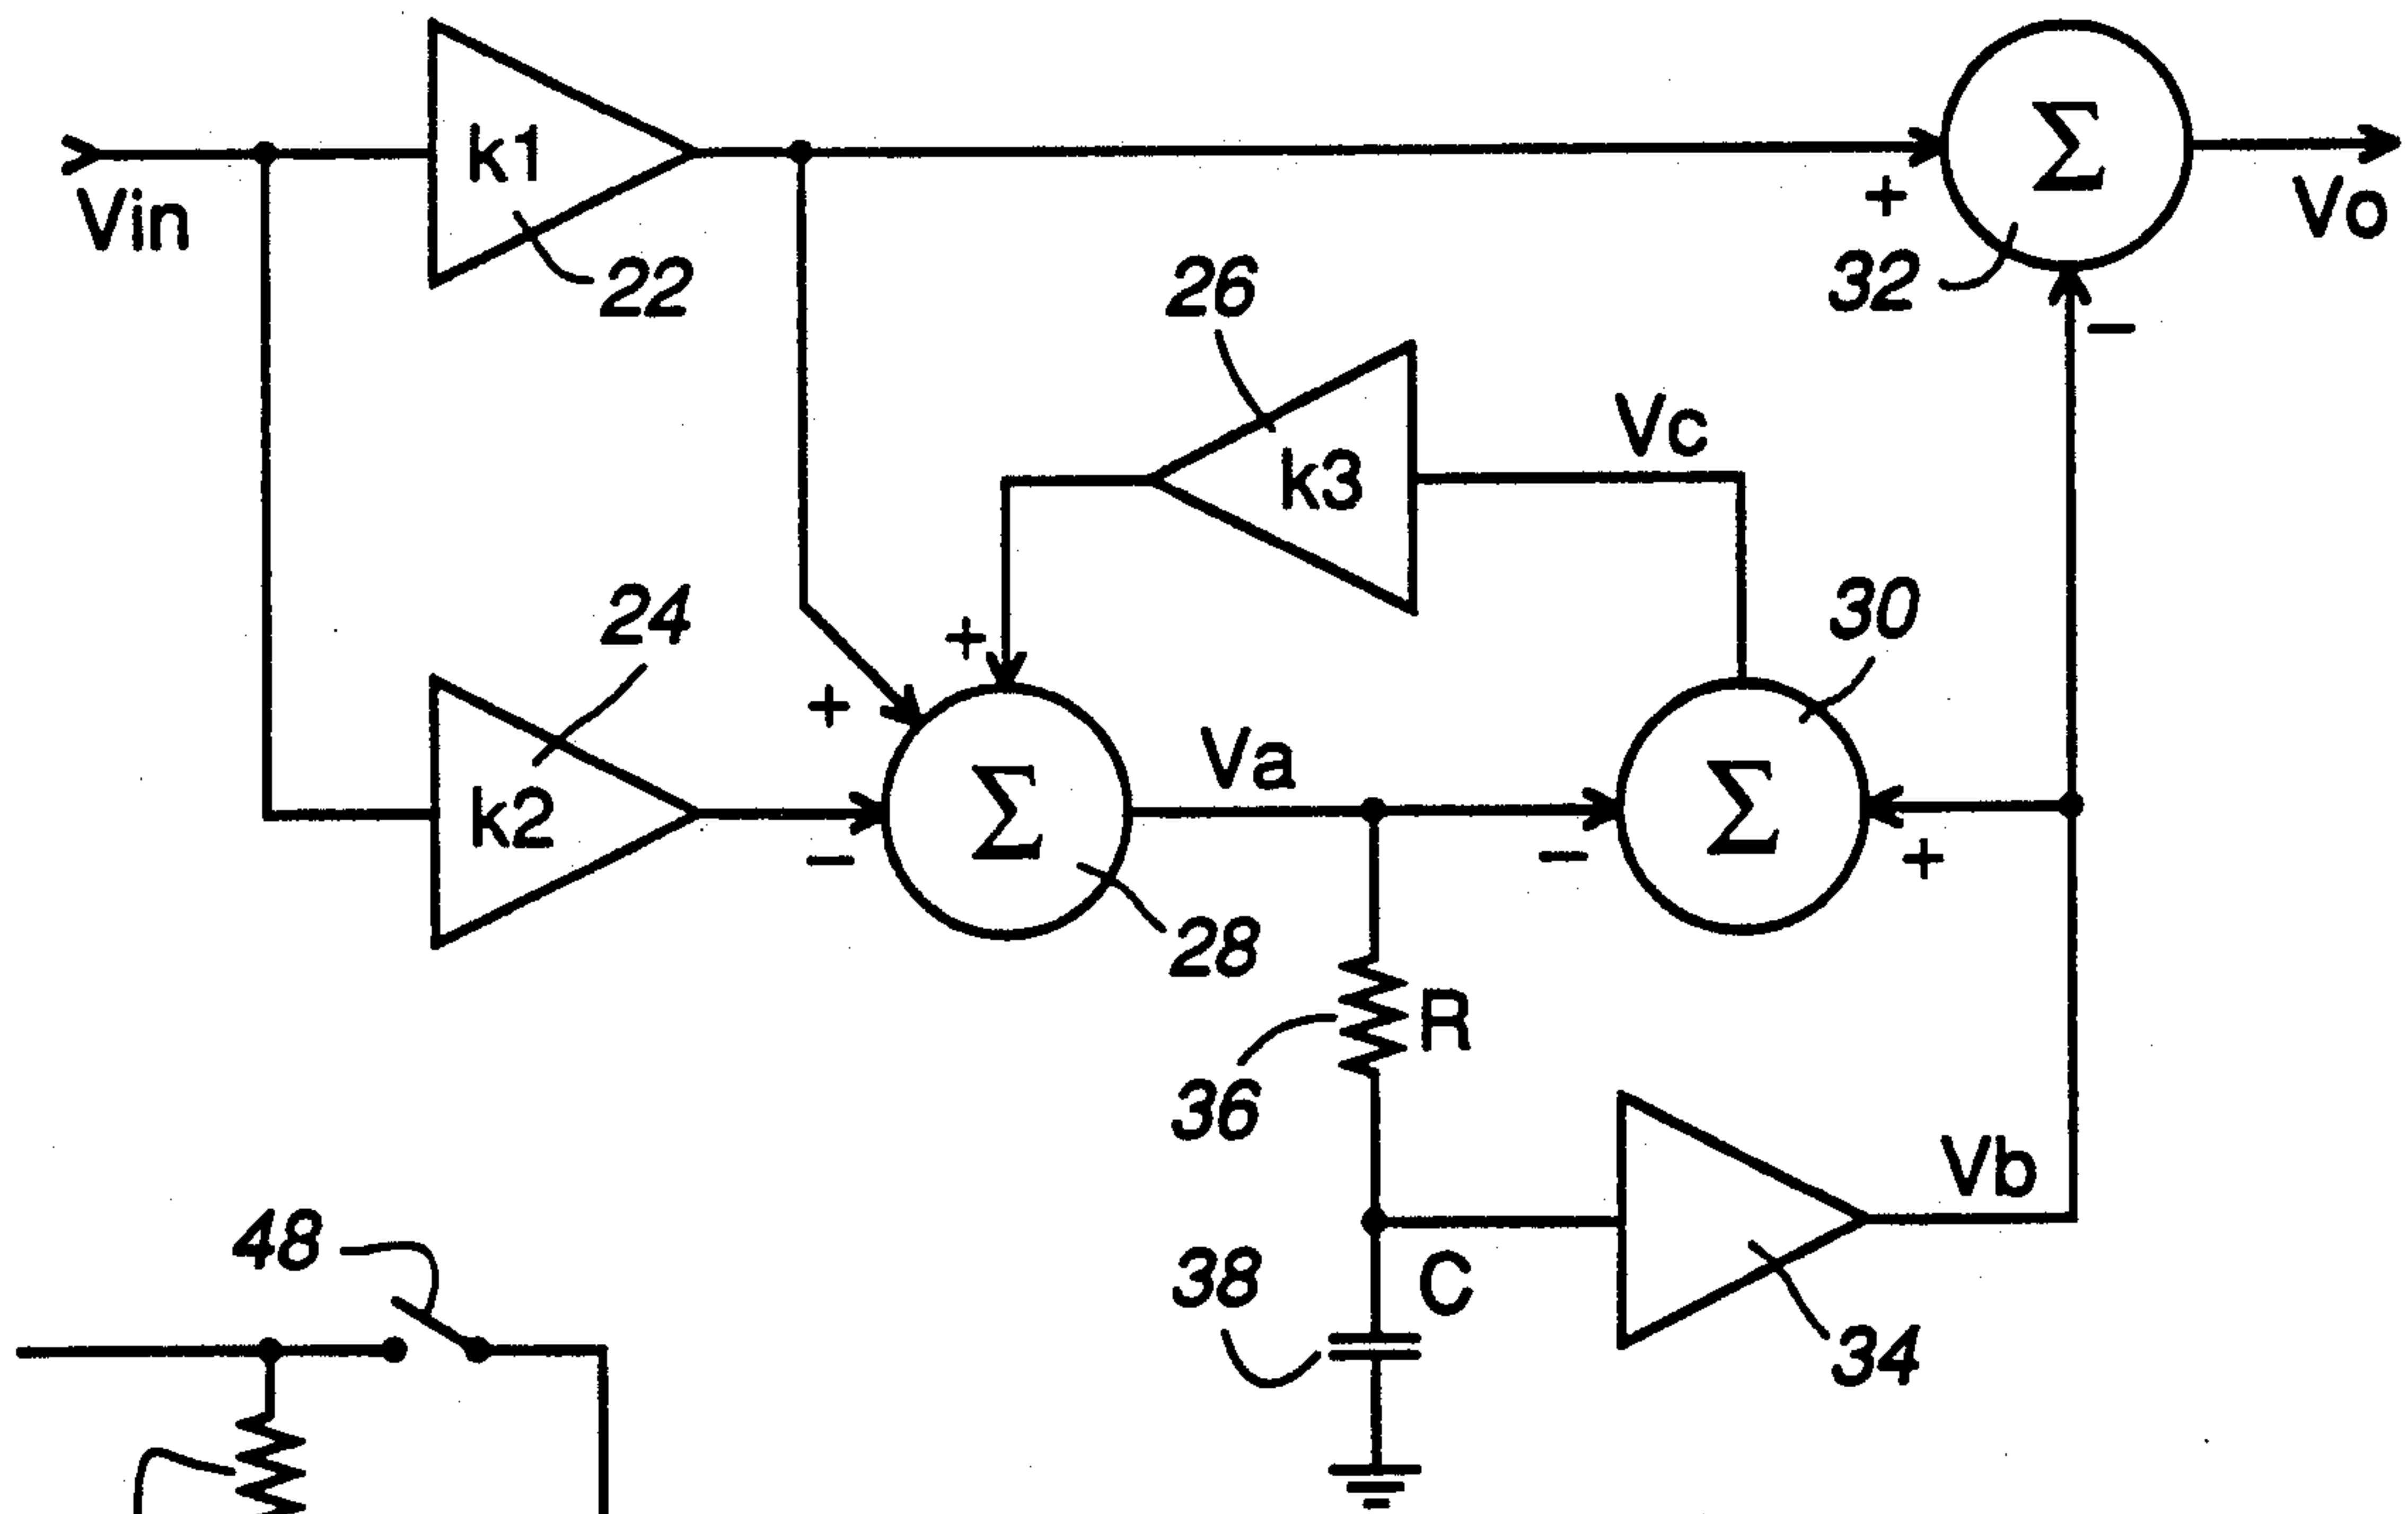 k1
Σ
Vin
Vo
22
+
32
26
−
Vc
k3
24
30
+
+
k2
Σ
Va
Σ
−
−
+
28
R
36
Vb
48
38
C
34